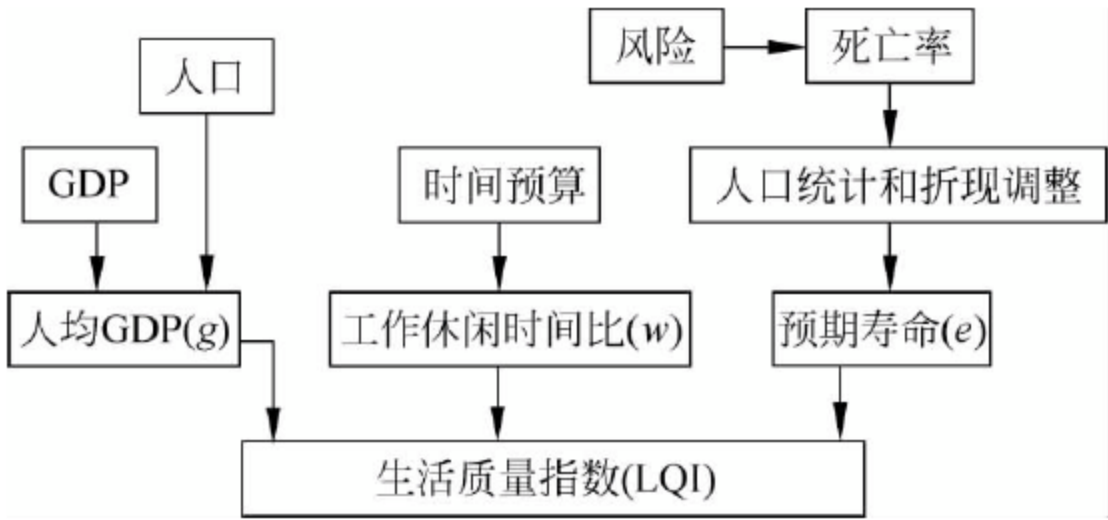 风险
死亡率
人口
GDP
时间预算
人口统计和折现调整
人均GDP(g)
工作休闲时间比(w)
预期寿命(e)
生活质量指数(LQI)